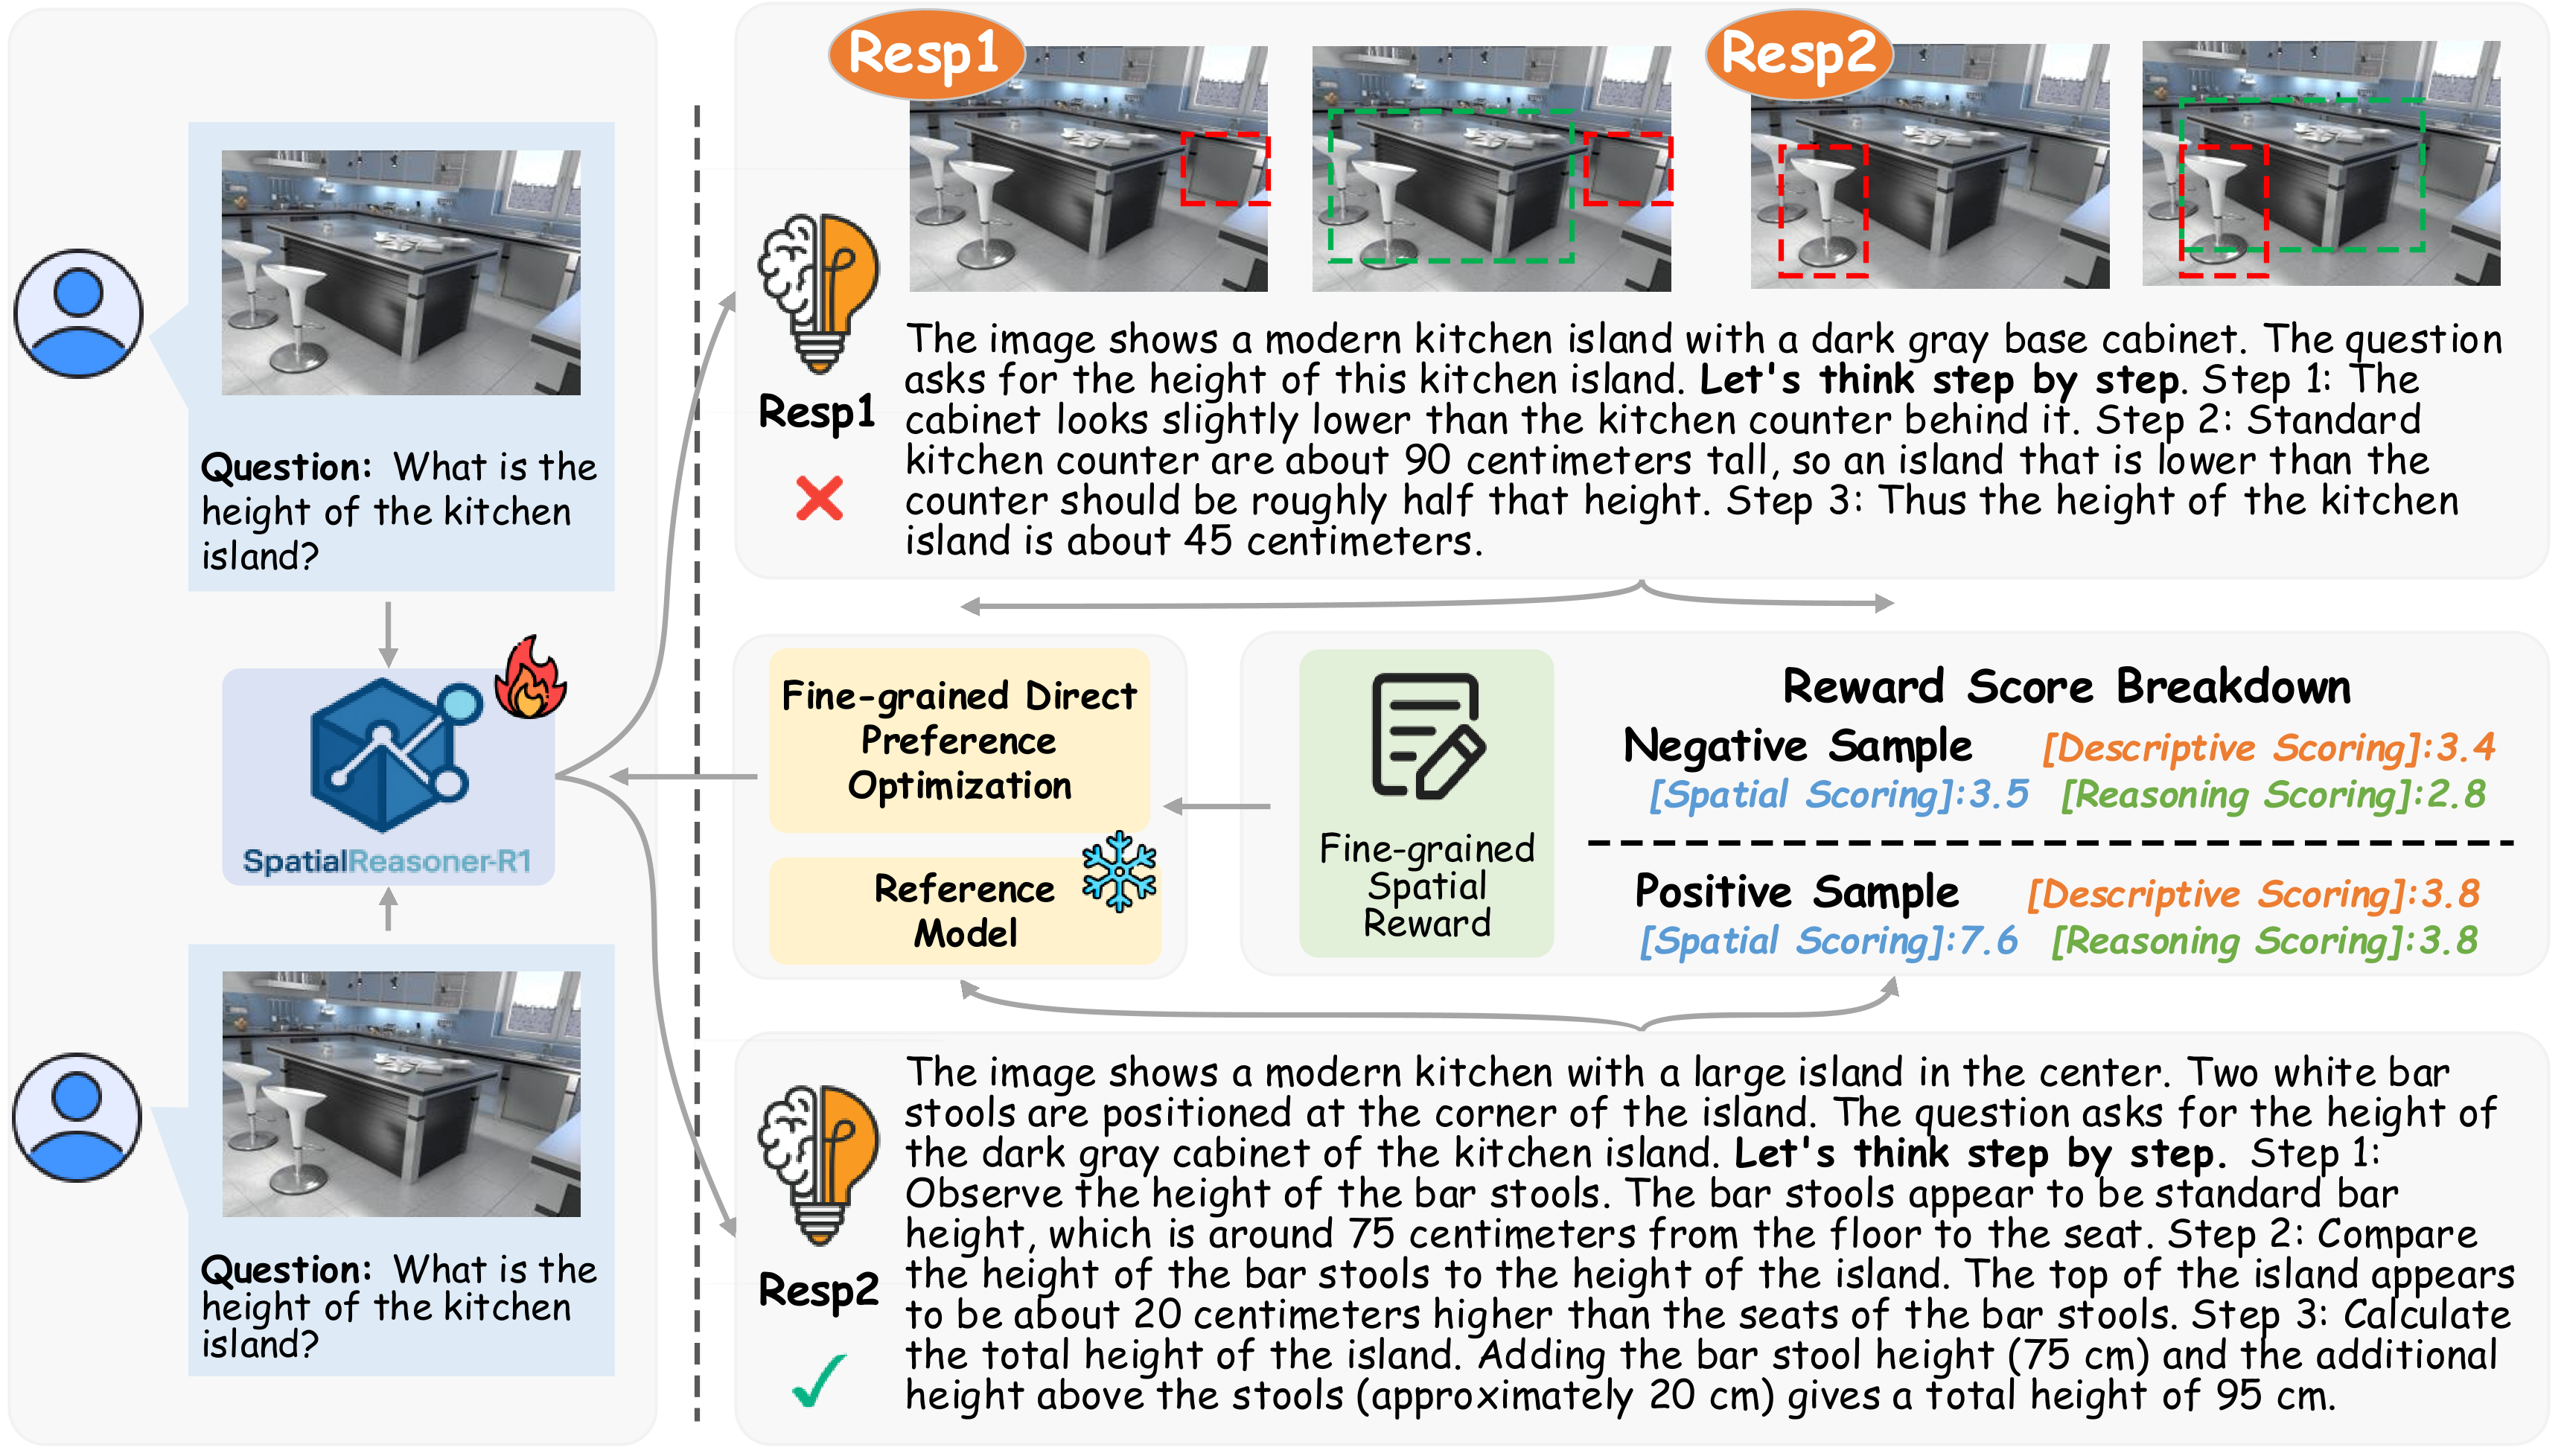 Question: What is the
height of the kitchen
island?
SpatialReasoner-R1
Question: What is the
height of the kitchen
island?
Resp1
Resp2
Resp1
The image shows a modern kitchen island with a dark gray base cabinet. The question
asks for the height of this kitchen island. Let's think step by step. Step 1: The
cabinet looks slightly lower than the kitchen counter behind it. Step 2: Standard
kitchen counter are about 90 centimeters tall, so an island that is lower than the
counter should be roughly half that height. Step 3: Thus the height of the kitchen
island is about 45 centimeters.
Fine-grained Direct
Preference
Optimization
Reference
Model
Fine-grained
Spatial
Reward
Reward Score Breakdown
Negative Sample [Descriptive Scoring]:3.4
[Spatial Scoring]:3.5 [Reasoning Scoring]:2.8
Positive Sample [Descriptive Scoring]:3.8
[Spatial Scoring]:7.6 [Reasoning Scoring]:3.8
Resp2
The image shows a modern kitchen with a large island in the center. Two white bar
stools are positioned at the corner of the island. The question asks for the height of
the dark gray cabinet of the kitchen island. Let's think step by step. Step 1:
Observe the height of the bar stools. The bar stools appear to be standard bar
height, which is around 75 centimeters from the floor to the seat. Step 2: Compare
the height of the bar stools to the height of the island. The top of the island appears
to be about 20 centimeters higher than the seats of the bar stools. Step 3: Calculate
the total height of the island. Adding the bar stool height (75 cm) and the additional
height above the stools (approximately 20 cm) gives a total height of 95 cm.